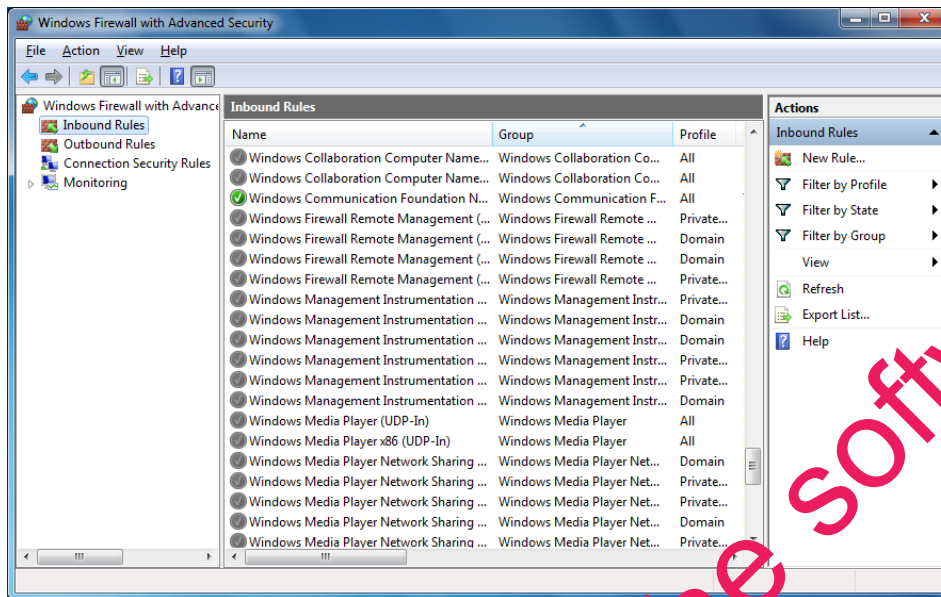 Windows Firewall with Advanced Security
File Action View Help
Windows Firewall with Advance
Inbound Rules
Outbound Rules
Connection Security Rules
Monitoring
Inbound Rules
Name Group Profile
Windows Collaboration Computer Name... Windows Collaboration Co... All
Windows Collaboration Computer Name... Windows Collaboration Co... All
Windows Communication Foundation N... Windows Communication F... All
Windows Firewall Remote Management (... Windows Firewall Remote ... Private...
Windows Firewall Remote Management (... Windows Firewall Remote ... Domain
Windows Firewall Remote Management (... Windows Firewall Remote ... Domain
Windows Firewall Remote Management (... Windows Firewall Remote ... Private...
Windows Management Instrumentation ... Windows Management Instr... Private...
Windows Management Instrumentation ... Windows Management Instr... Domain
Windows Management Instrumentation ... Windows Management Instr... Domain
Windows Management Instrumentation ... Windows Management Instr... Private...
Windows Management Instrumentation ... Windows Management Instr... Private...
Windows Management Instrumentation ... Windows Management Instr... Domain
Windows Media Player (UDP-In) Windows Media Player All
Windows Media Player x86 (UDP-In) Windows Media Player All
Windows Media Player Network Sharing ... Windows Media Player Net... Domain
Windows Media Player Network Sharing ... Windows Media Player Net... Private...
Windows Media Player Network Sharing ... Windows Media Player Net... Private...
Windows Media Player Network Sharing ... Windows Media Player Net... Domain
Windows Media Player Network Sharing ... Windows Media Player Net... Private...
Actions
Inbound Rules
New Rule...
Filter by Profile
Filter by State
Filter by Group
View
Refresh
Export List...
Help